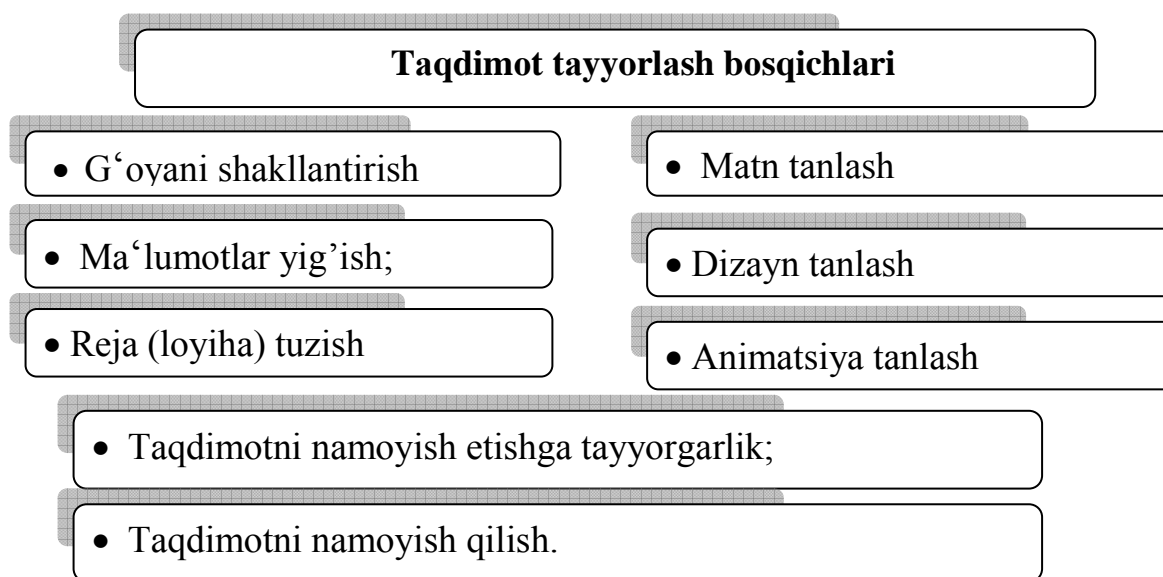 Taqdimot tayyorlash bosqichlari
• G‘oyani shakllantirish
• Ma‘lumotlar yig’ish;
• Reja (loyiha) tuzish
• Matn tanlash
• Dizayn tanlash
• Animatsiya tanlash
• Taqdimotni namoyish etishga tayyorgarlik;
• Taqdimotni namoyish qilish.